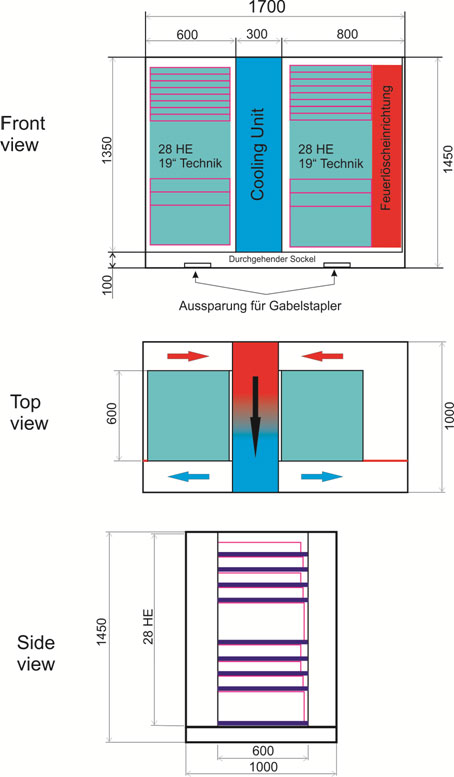 1700
600
300
800
Front
view
1350
28 HE
19“ Technik
Cooling Unit
28 HE
19“ Technik
Feuerlöscheinrichtung
1450
Durchgehender Sockel
100
Aussparung für Gabelstapler
Top
view
600
1000
Side
view
1450
28 HE
600
1000